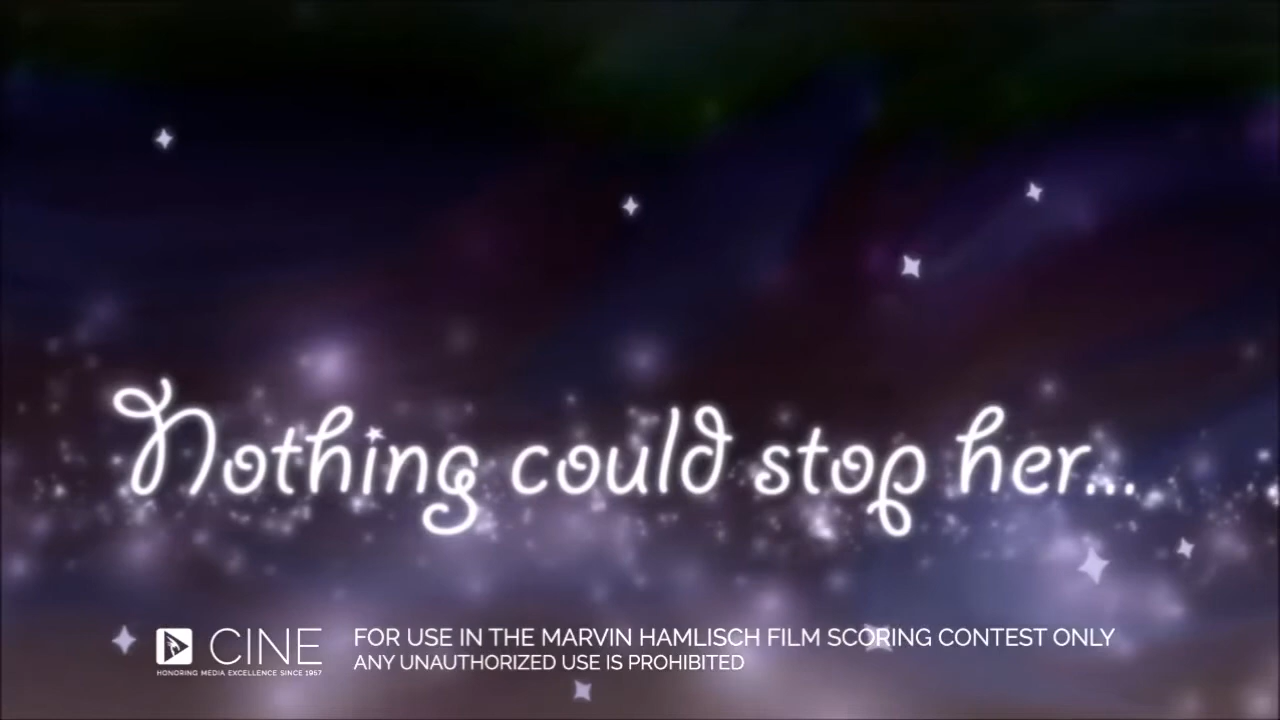 Nothing could stop her...
CINE
HONORING MEDIA EXCELLENCE SINCE 1957
FOR USE IN THE MARVIN HAMLISCH FILM SCORING CONTEST ONLY
ANY UNAUTHORIZED USE IS PROHIBITED